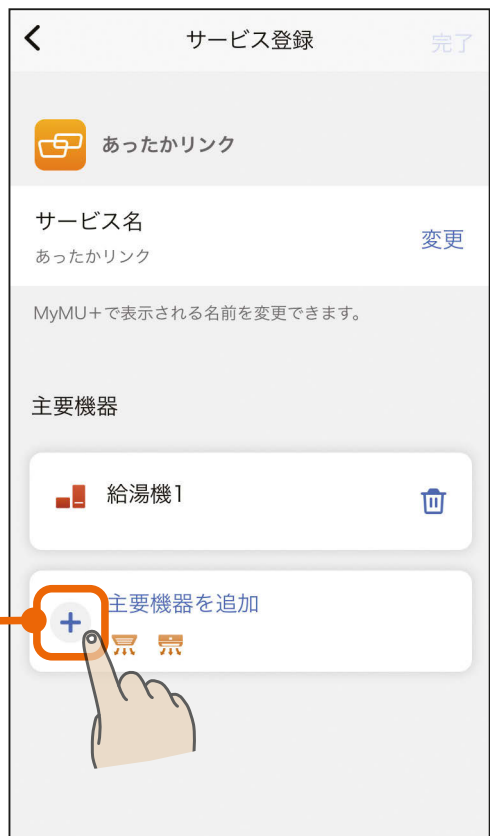 サービス登録
完了
あったかリンク
サービス名
変更
あったかリンク
MyMU＋で表示される名前を変更できます。
主要機器
給湯機1
主要機器を追加